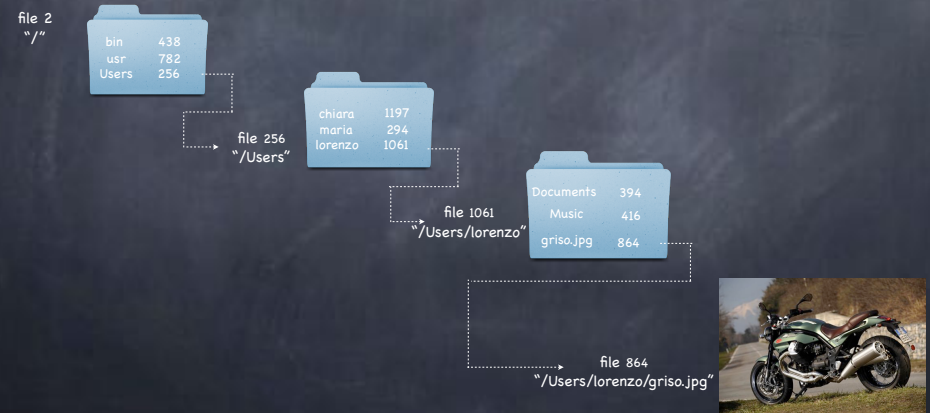 file 2
“/”
bin 438
usr 782
Users 256
file 256
“/Users”
chiara 1197
maria 294
lorenzo 1061
file 1061
“/Users/lorenzo”
Documents 394
Music 416
griso.jpg 864
file 864
“/Users/lorenzo/griso.jpg”